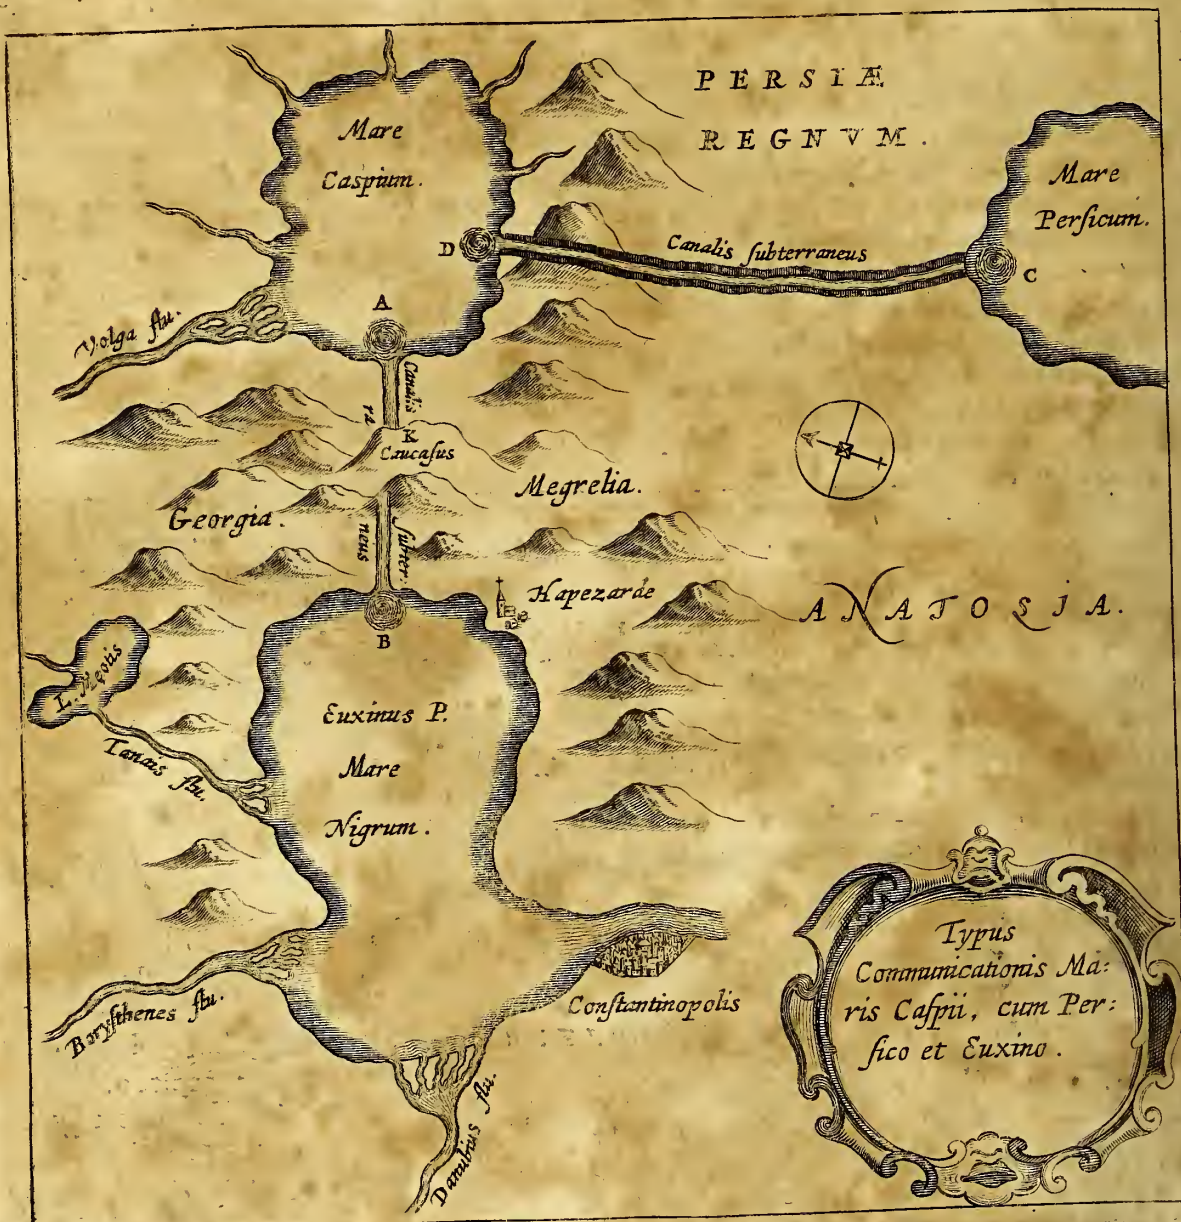 PERSIÆ
REGNVM.
Mare
Caspium.
Mare
Persicum.
D
Canalis subterraneus
C
A
Volga flu.
Canalis
ra
K
Caucasus
Megrelia.
Georgia.
neus
subter.
Hapezarde
ANATOSIA.
B
L. Meotis
Euxinus P.
Mare
Nigrum.
Tanais flu.
Borysthenes flu.
Constantinopolis
Danubius flu.
Typus
Communicationis Ma:
ris Caspii, cum Per:
sico et Euxino.